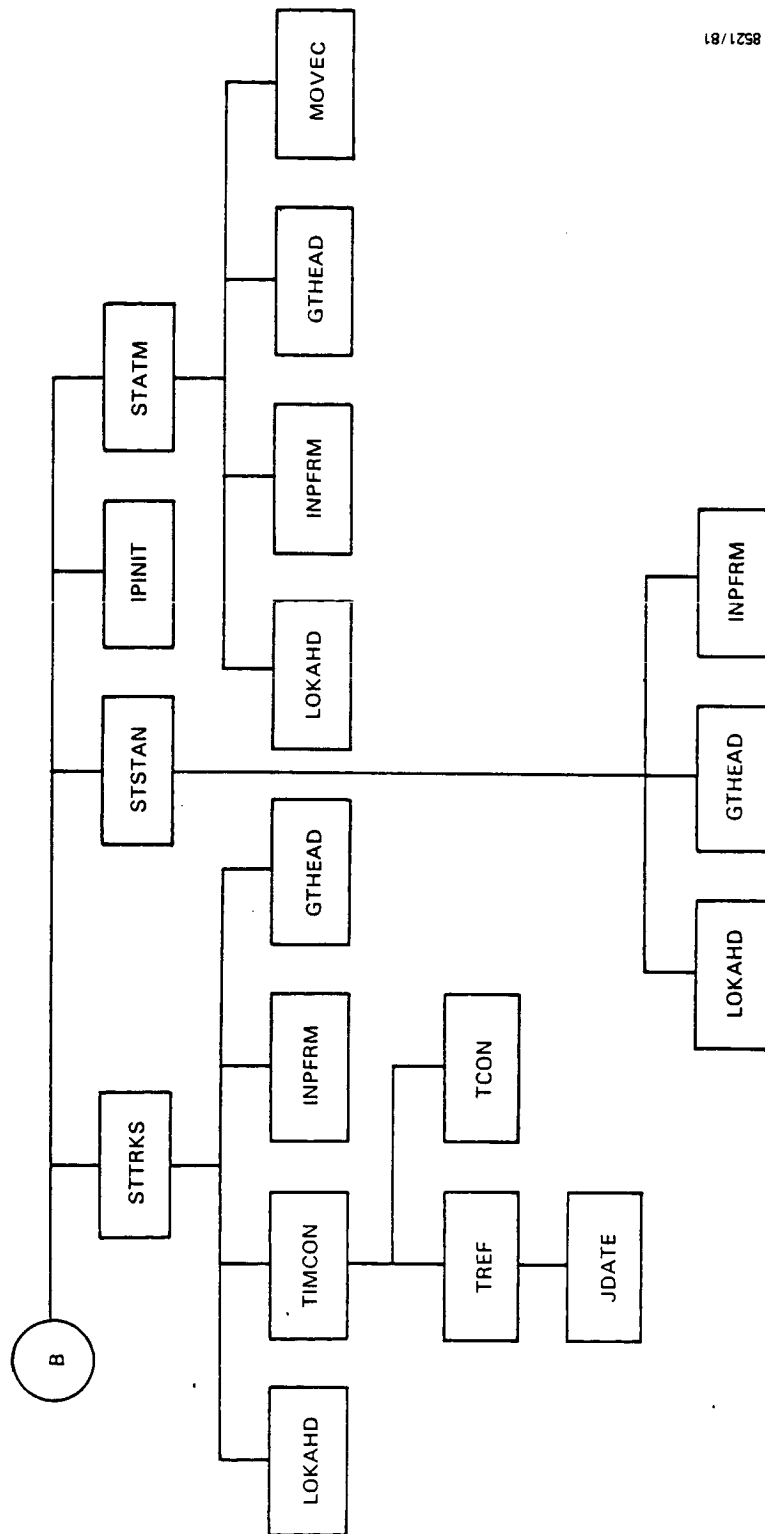 B
STTRKS
STSTAN
IPINIT
STATM
LOKAHD
TIMCON
INPFRM
GTHEAD
LOKAHD
INPFRM
GTHEAD
MOVEC
TREF
TCON
JDATE
LOKAHD
GTHEAD
INPFRM
8521/81